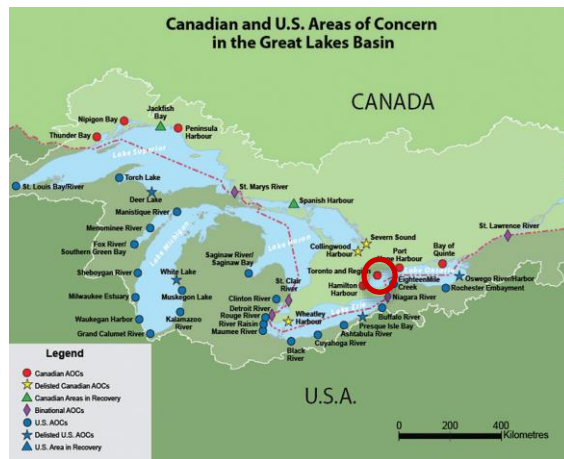 Canadian and U.S. Areas of Concern
in the Great Lakes Basin
CANADA
Jackfish
Bay
Nipigon Bay
Peninsula
Harbour
Thunder Bay
Lake Superior
Torch Lake
St. Marys River
St. Louis Bay/River
Deer Lake
Spanish Harbour
Manistique River
St. Lawrence River
Menominee River
Severn Sound
Collingwood
Harbour
Port
Harbour
Bay of
Quinte
Fox River/
Southern Green Bay
Lake Michigan
Lake Huron
Saginaw River/
Saginaw Bay
Toronto and Region
Lake Ontario
Oswego River/Harbor
Sheboygan River
White Lake
St. Clair
River
Hamilton
Harbour
EighteenMile
Creek
Rochester Embayment
Milwaukee Estuary
Muskegon Lake
Clinton River
Niagara River
Detroit River
Rouge River
River Raisin
Maumee River
Wheatley
Harbour
Lake
Buffalo River
Waukegan Harbor
Kalamazoo
River
Presque Isle Bay
Ashtabula River
Grand Calumet River
Cuyahoga River
Black
River
U.S.A.
Legend
Canadian AOCs
Delisted Canadian AOCs
Canadian Areas in Recovery
Binational AOCs
U.S. AOCs
Delisted U.S. AOCs
U.S. Area in Recovery
0 200 400
Kilometres